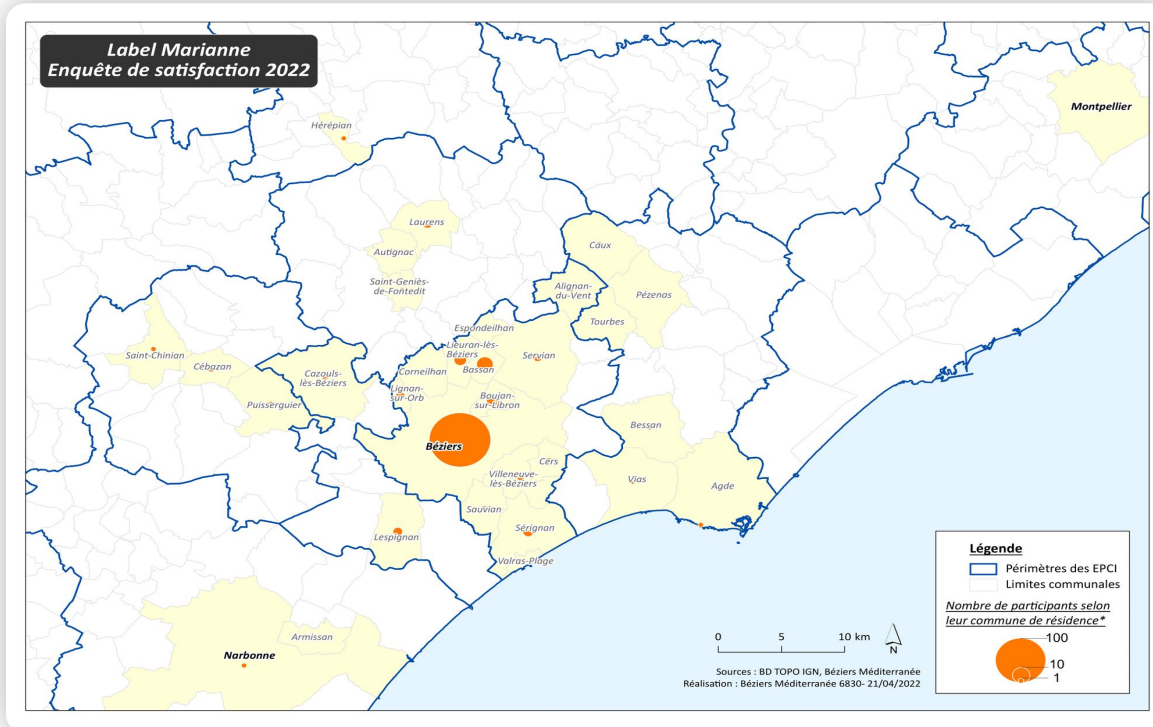 Label Marianne
Enquête de satisfaction 2022
Montpellier
Hérépian
Laurens
Autignac
Saint-Geniès-
de-Fontedit
Caux
Alignan-
du-Vent
Pézenas
Tourbes
Espondeilhan
Lieuran-lès-
Béziers
Servian
Bassan
Corneilhan
Saint-Chinian
Cébazan
Cazouls-
lès-Béziers
Puisserguier
Lignan-
sur-Orb
Boujan-
sur-Libron
Béziers
Bessan
Cers
Villeneuve-
lès-Béziers
Vias
Agde
Sauvian
Sérignan
Lespignan
Valras-Plage
Armissan
Narbonne
0 5 10 km
N
Sources : BD TOPO IGN, Béziers Méditerranée
Réalisation : Béziers Méditerranée 6830- 21/04/2022
Légende
Périmètres des EPCI
Limites communales
Nombre de participants selon
leur commune de résidence*
100
10
1